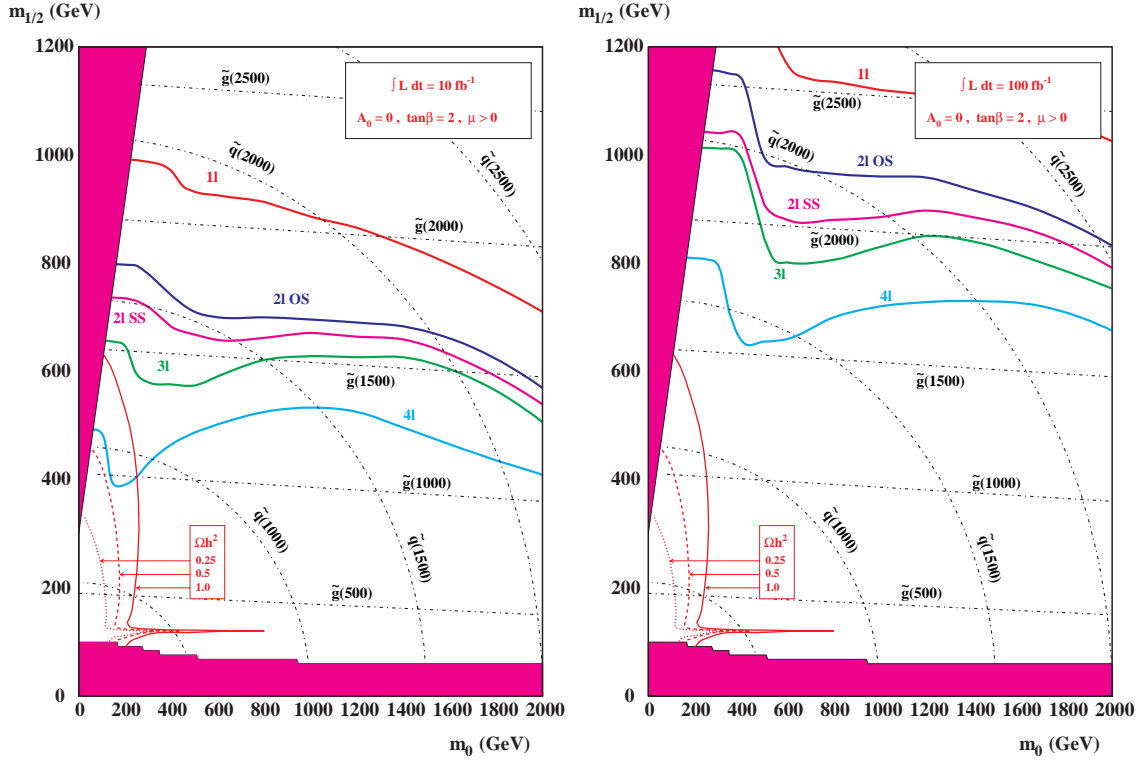 m1/2 (GeV)
1200
1000
800
600
400
200
0
g̃(2500)
∫ L dt = 10 fb-1
A0 = 0 , tanβ = 2 , μ > 0
q̃(2000)
q̃(2500)
1l
g̃(2000)
2l OS
2l SS
3l
g̃(1500)
4l
g̃(1000)
q̃(1000)
q̃(1500)
Ωh2
0.25
0.5
1.0
g̃(500)
0 200 400 600 800 1000 1200 1400 1600 1800 2000
m0 (GeV)
m1/2 (GeV)
1200
1000
800
600
400
200
0
1l
∫ L dt = 100 fb-1
g̃(2500)
A0 = 0 , tanβ = 2 , μ > 0
q̃(2000)
2l OS
q̃(2500)
2l SS
g̃(2000)
3l
4l
g̃(1500)
g̃(1000)
q̃(1000)
q̃(1500)
Ωh2
0.25
0.5
1.0
g̃(500)
0 200 400 600 800 1000 1200 1400 1600 1800 2000
m0 (GeV)